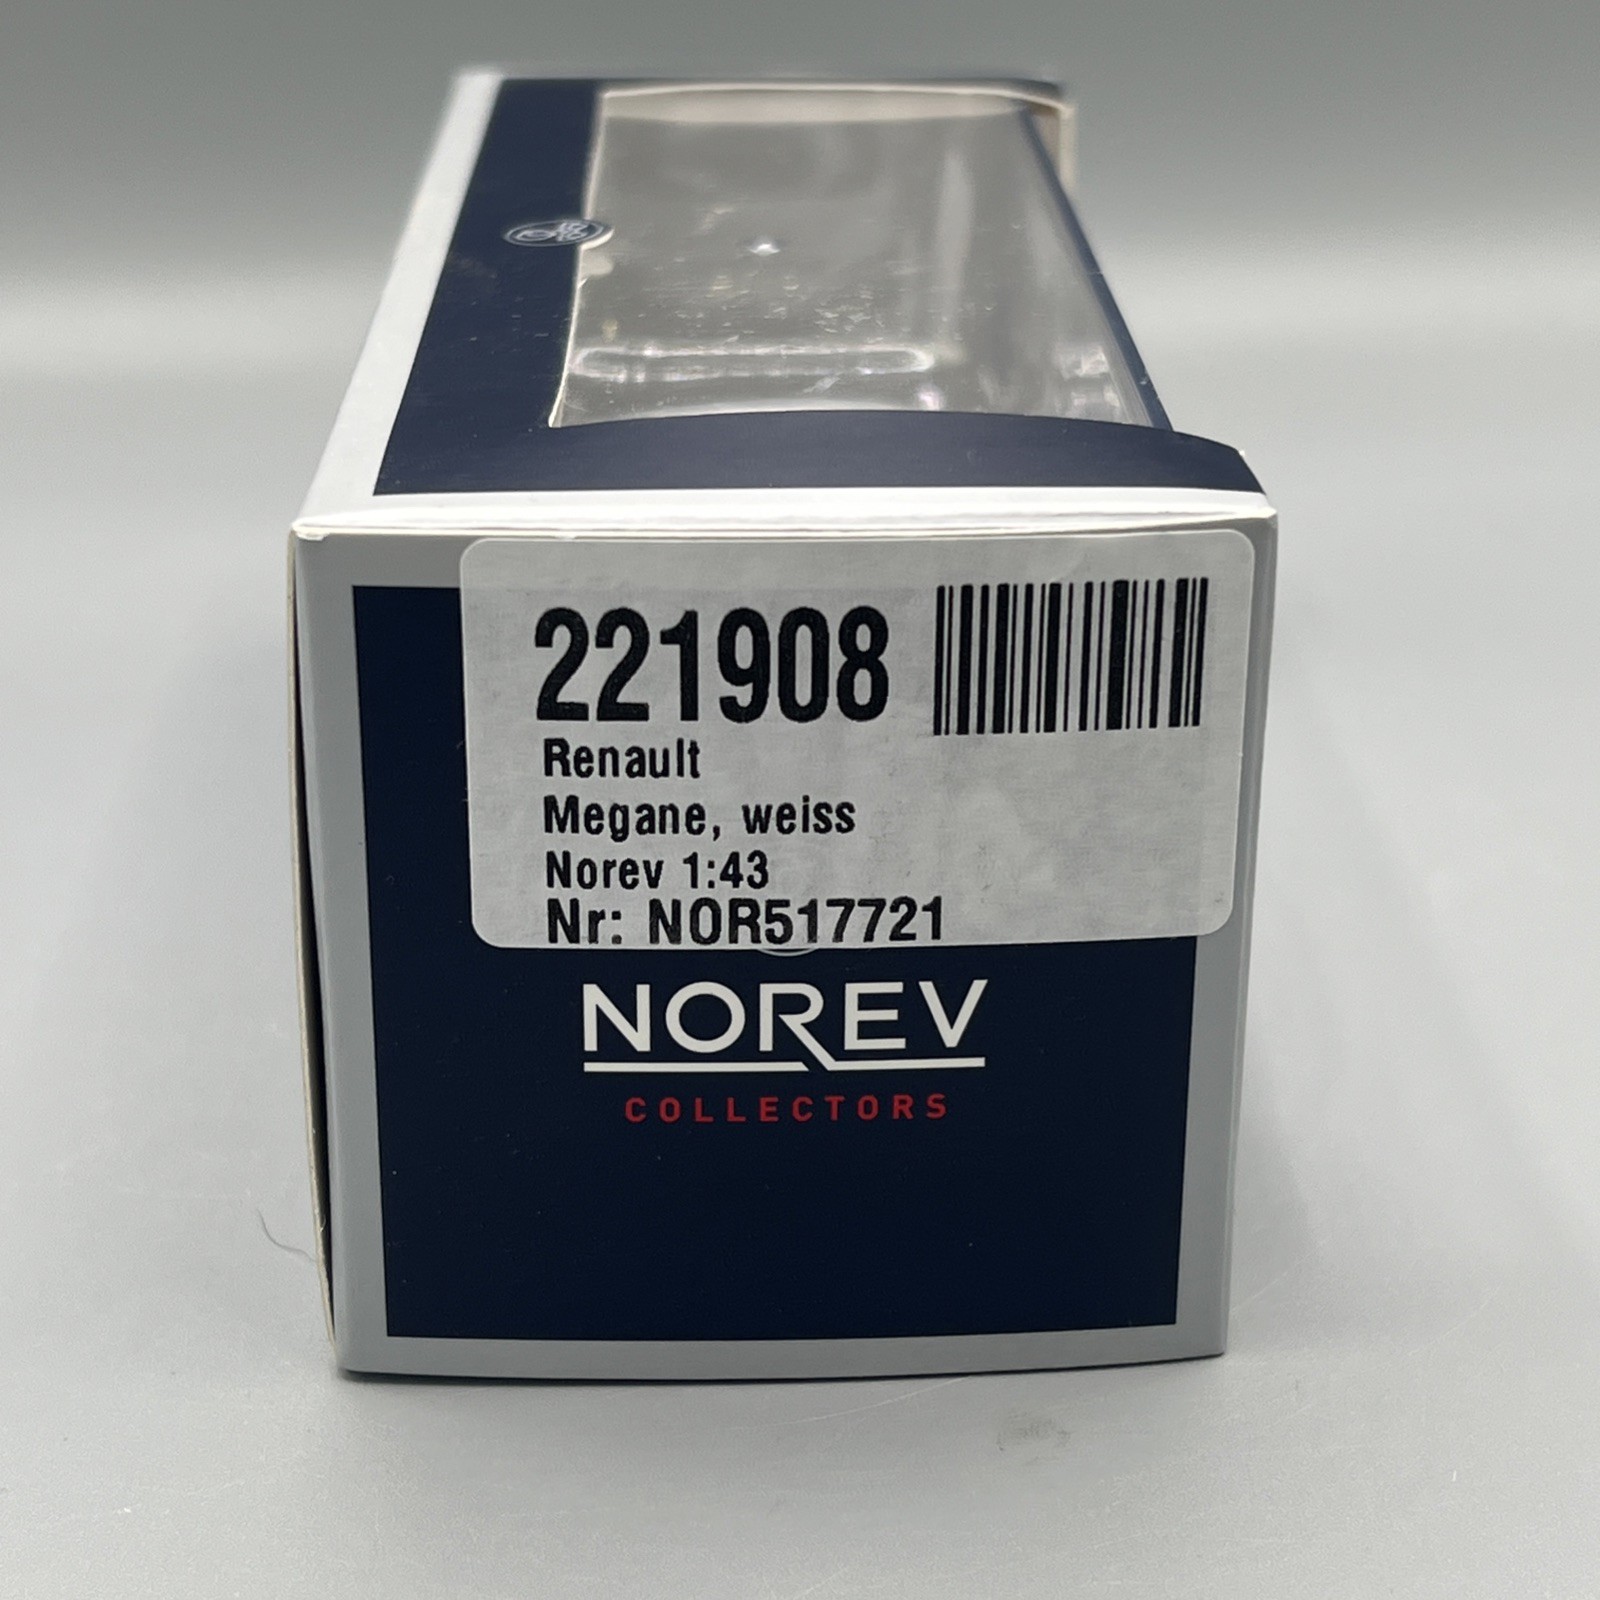 221908
Renault
Megane, weiss
Norev 1:43
Nr: NOR517721
NOREV
COLLECTORS